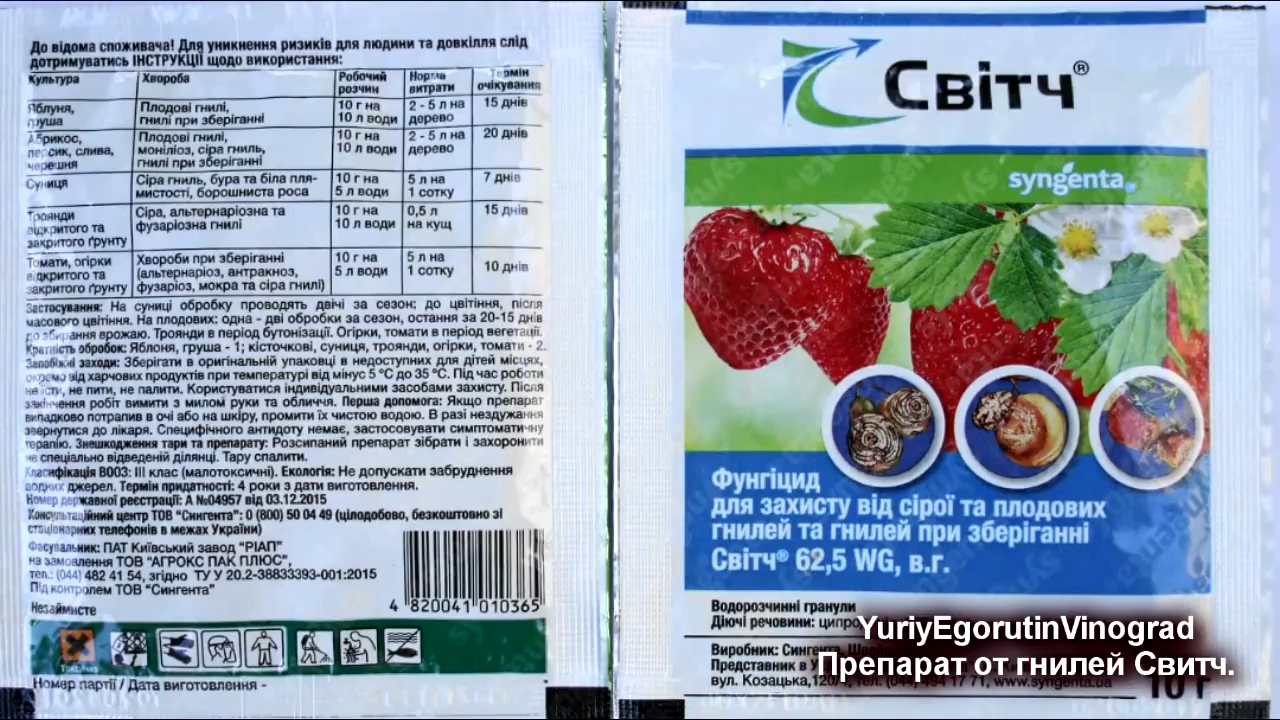 До відома споживача! Для уникнення ризиків для людини та довкілля слід
дотримуватись ІНСТРУКЦІЇ щодо використання:
Культура Хвороба Робочий розчин Норма витрати Термін очікування
Яблуня, груша Плодові гнилі, гнилі при зберіганні 10 г на 10 л води 2 - 5 л на дерево 15 днів
Абрикос, персик, слива, черешня Плодові гнилі, моніліоз, сіра гниль, гнилі при зберіганні 10 г на 10 л води 2 - 5 л на дерево 20 днів
Суниця Сіра гниль, бура та біла плямистості, борошниста роса 10 г на 5 л води 5 л на 1 сотку 7 днів
Троянди відкритого та закритого ґрунту Сіра, альтернаріозна та фузаріозна гнилі 10 г на 10 л води 0,5 л на кущ 15 днів
Томати, огірки відкритого та закритого ґрунту Хвороби при зберіганні (альтернаріоз, антракноз, фузаріоз, мокра та сіра гнилі) 10 г на 5 л води 5 л на 1 сотку 10 днів
Застосування: На суниці обробку проводять двічі за сезон: до цвітіння, після
масового цвітіння. На плодових: одна - дві обробки за сезон, остання за 20-15 днів
до збирання врожаю. Троянди в період бутонізації. Огірки, томати в період вегетації.
Кратність обробок: Яблоня, груша - 1; кісточкові, суниця, троянди, огірки, томати - 2.
Запобіжні заходи: Зберігати в оригінальній упаковці в недоступних для дітей місцях,
окремо від харчових продуктів при температурі від мінус 5 °С до 35 °С. Під час роботи
не їсти, не пити, не палити. Користуватися індивідуальними засобами захисту. Після
закінчення робіт вимити з милом руки та обличчя. Перша допомога: Якщо препарат
випадково потрапив в очі або на шкіру, промити їх чистою водою. В разі нездужання
звернутися до лікаря. Специфічного антидоту немає, застосовувати симптоматичну
терапію. Знешкодження тари та препарату: Розсипаний препарат зібрати і захоронити
на спеціально відведеній ділянці. Тару спалити.
Класифікація ВООЗ: ІІІ клас (малотоксичні). Екологія: Не допускати забруднення
водних джерел. Термін придатності: 4 роки з дати виготовлення.
Номер державної реєстрації: А №04957 від 03.12.2015
Консультаційний центр ТОВ "Сингента": 0 (800) 50 04 49 (цілодобово, безкоштовно зі
стаціонарних телефонів в межах України)
Фасувальник: ПАТ Київський завод "РІАП"
на замовлення ТОВ "АГРОКС ПАК ПЛЮС",
тел.: (044) 482 41 54, згідно ТУ У 20.2-38833393-001:2015
Під контролем ТОВ "Сингента"
Незаймисте
4 820041 010365
Номер партії / Дата виготовлення -
Світч®
syngenta
Фунгіцид
для захисту від сірої та плодових
гнилей та гнилей при зберіганні
Світч® 62,5 WG, в.г.
Водорозчинні гранули
Діючі речовини:
Виробник:
Представник в
вул. Козацька,
www.syngenta.ua
10 г
YuriyEgorutinVinograd
Препарат от гнилей Свитч.